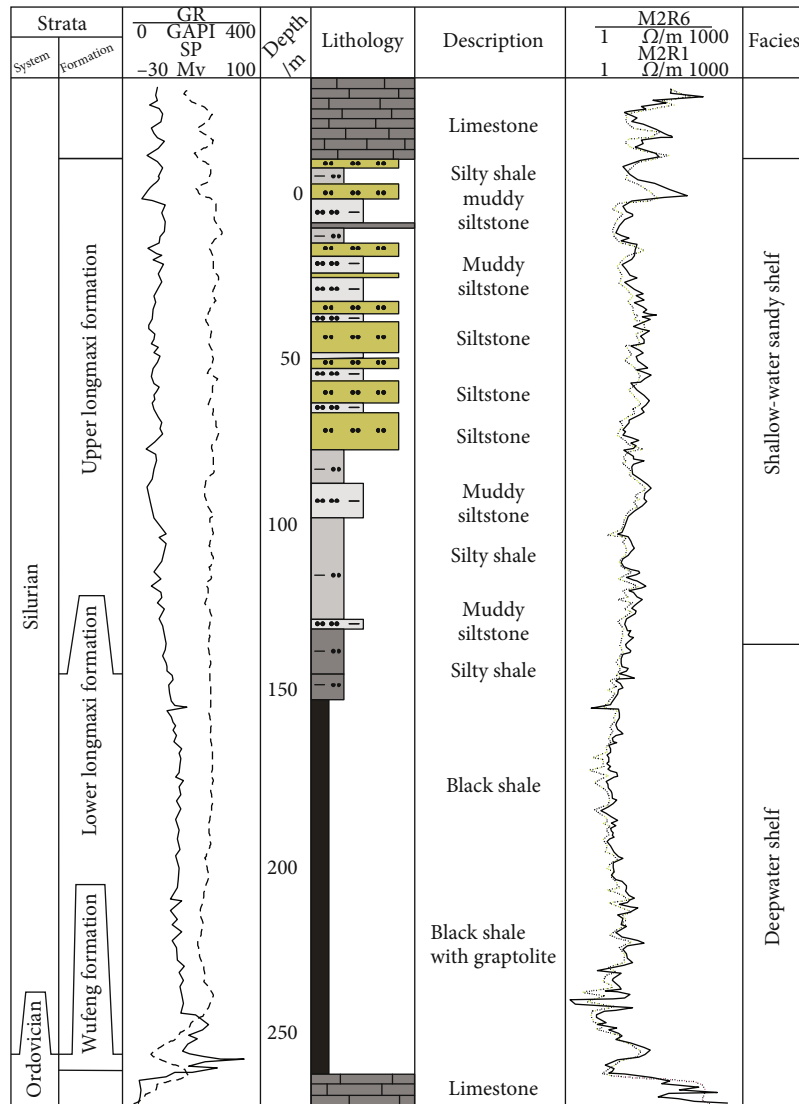 Strata
System
Formation
GR
0 GAPI 400
SP
−30 Mv 100
Depth
/m
Lithology
Description
M2R6
1 Ω/m 1000
M2R1
1 Ω/m 1000
Facies
Silurian
Ordovician
Upper longmaxi formation
Lower longmaxi formation
Wufeng formation
0
50
100
150
200
250
Limestone
Silty shale
muddy
siltstone
Muddy
siltstone
Siltstone
Siltstone
Siltstone
Muddy
siltstone
Silty shale
Muddy
siltstone
Silty shale
Black shale
Black shale
with graptolite
Limestone
Shallow-water sandy shelf
Deepwater shelf